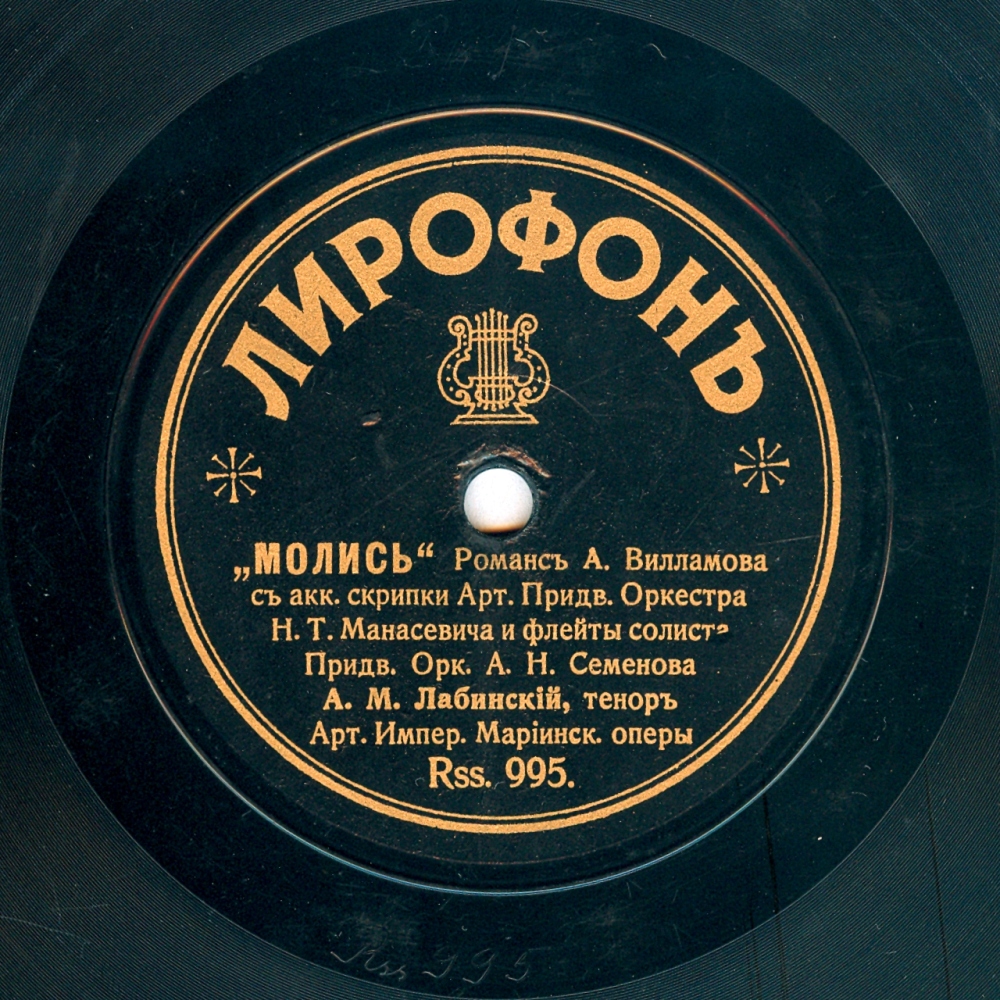 ЛИРОФОНЪ
„МОЛИСЬ“ Романсъ А. Вилламова
съ акк. скрипки Арт. Придв. Оркестра
Н. Т. Манасевича и флейты солиста
Придв. Орк. А. Н. Семенова
А. М. Лабинскій, теноръ
Арт. Импер. Маріинск. оперы
Rss. 995.
Rss 995